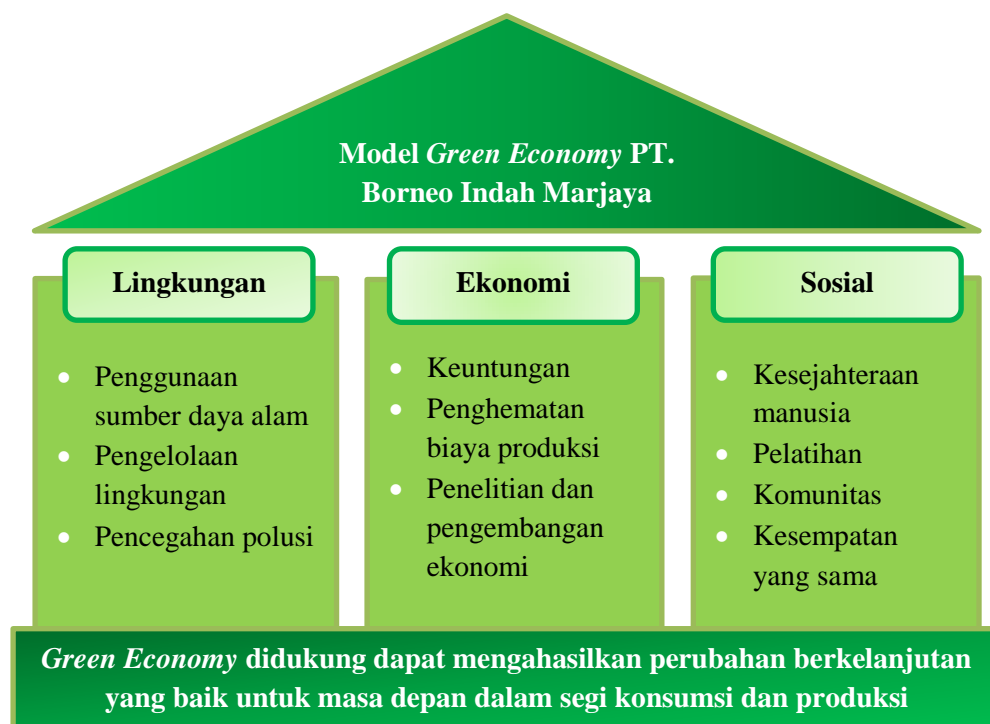 Model Green Economy PT.
Borneo Indah Marjaya
Lingkungan
• Penggunaan
sumber daya alam
• Pengelolaan
lingkungan
• Pencegahan polusi
Ekonomi
• Keuntungan
• Penghematan
biaya produksi
• Penelitian dan
pengembangan
ekonomi
Sosial
• Kesejahteraan
manusia
• Pelatihan
• Komunitas
• Kesempatan
yang sama
Green Economy didukung dapat mengahasilkan perubahan berkelanjutan
yang baik untuk masa depan dalam segi konsumsi dan produksi